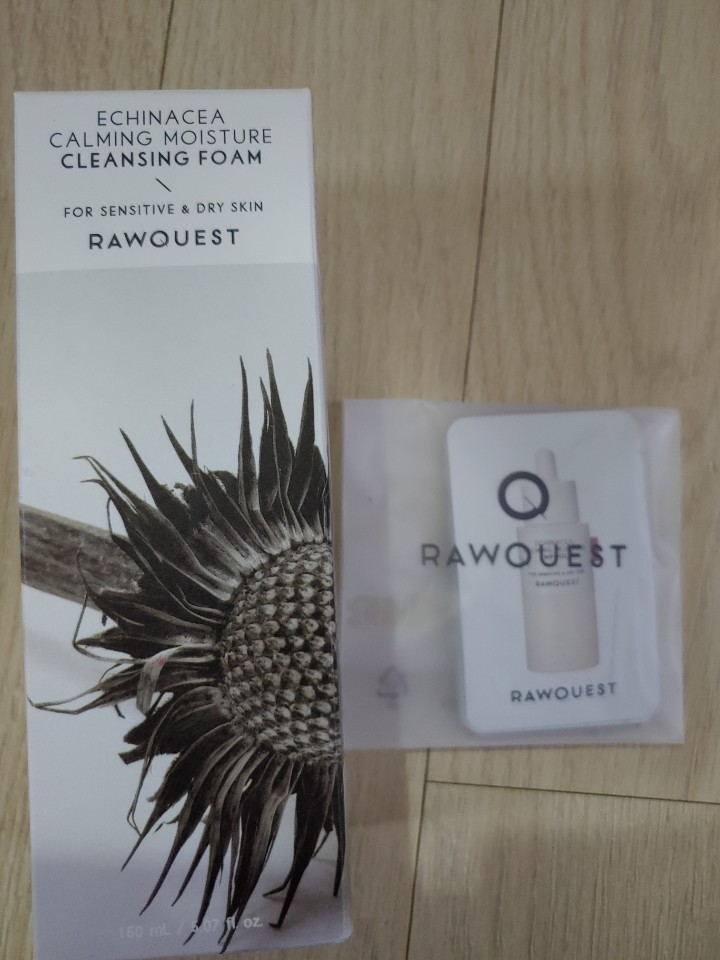 ECHINACEA
CALMING MOISTURE
CLEANSING FOAM
FOR SENSITIVE & DRY SKIN
RAWQUEST
150 mL / 5.07 fl. oz.
RAWQUEST
RAWQUEST
RAWQUEST